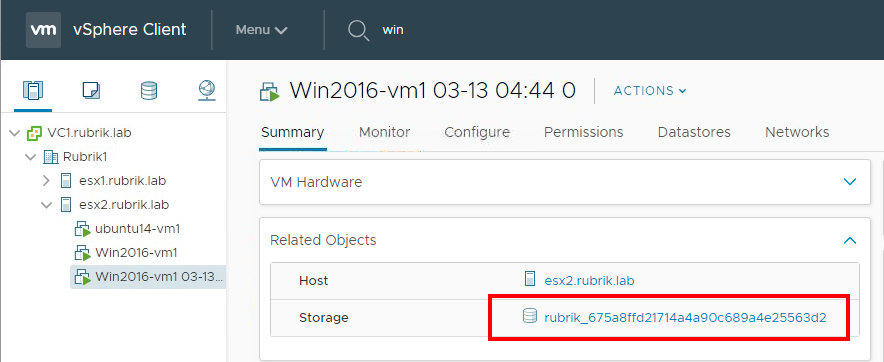 vm vSphere Client Menu win
Win2016-vm1 03-13 04:44 0 ACTIONS
Summary Monitor Configure Permissions Datastores Networks
VC1.rubrik.lab
Rubrik1
esx1.rubrik.lab
esx2.rubrik.lab
ubuntu14-vm1
Win2016-vm1
Win2016-vm1 03-13...
VM Hardware
Related Objects
Host esx2.rubrik.lab
Storage rubrik_675a8ffd21714a4a90c689a4e25563d2